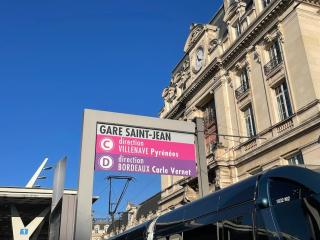 GARE SAINT-JEAN
C direction
VILLENAVE Pyrénées
D direction
BORDEAUX Carle Vernet